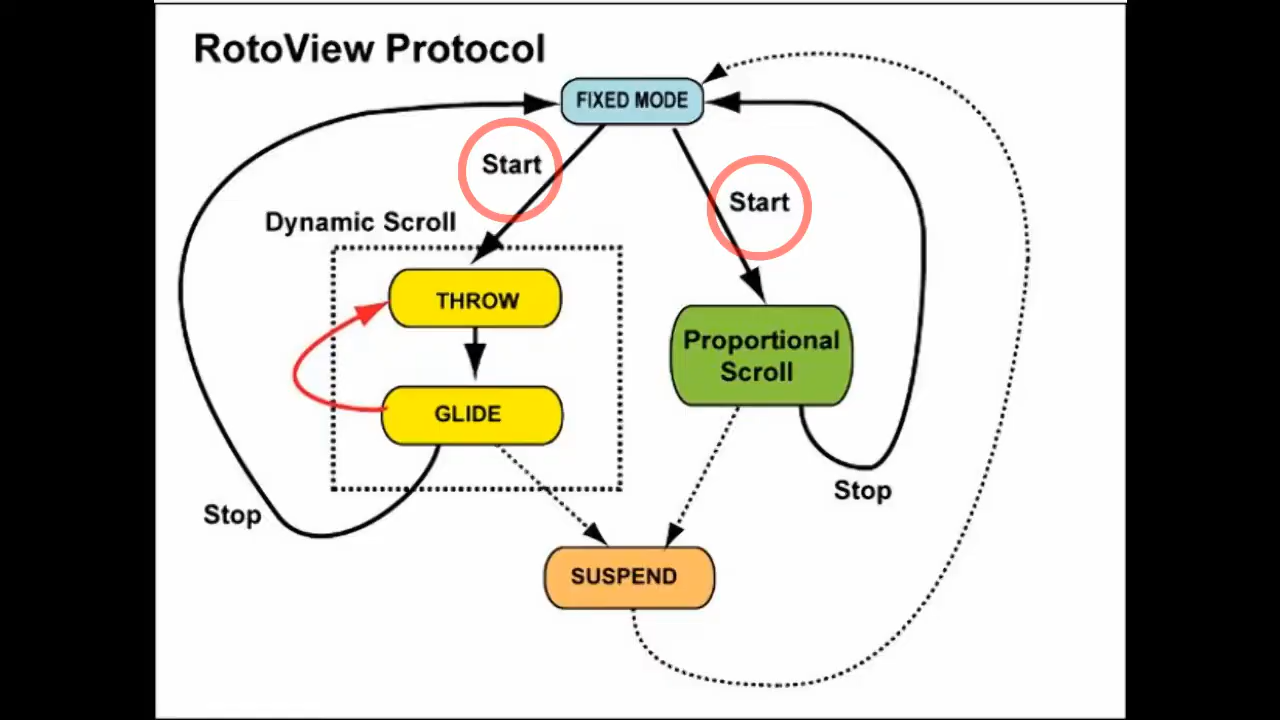 RotoView Protocol
FIXED MODE
Start
Start
Dynamic Scroll
THROW
Proportional
Scroll
GLIDE
Stop
Stop
SUSPEND